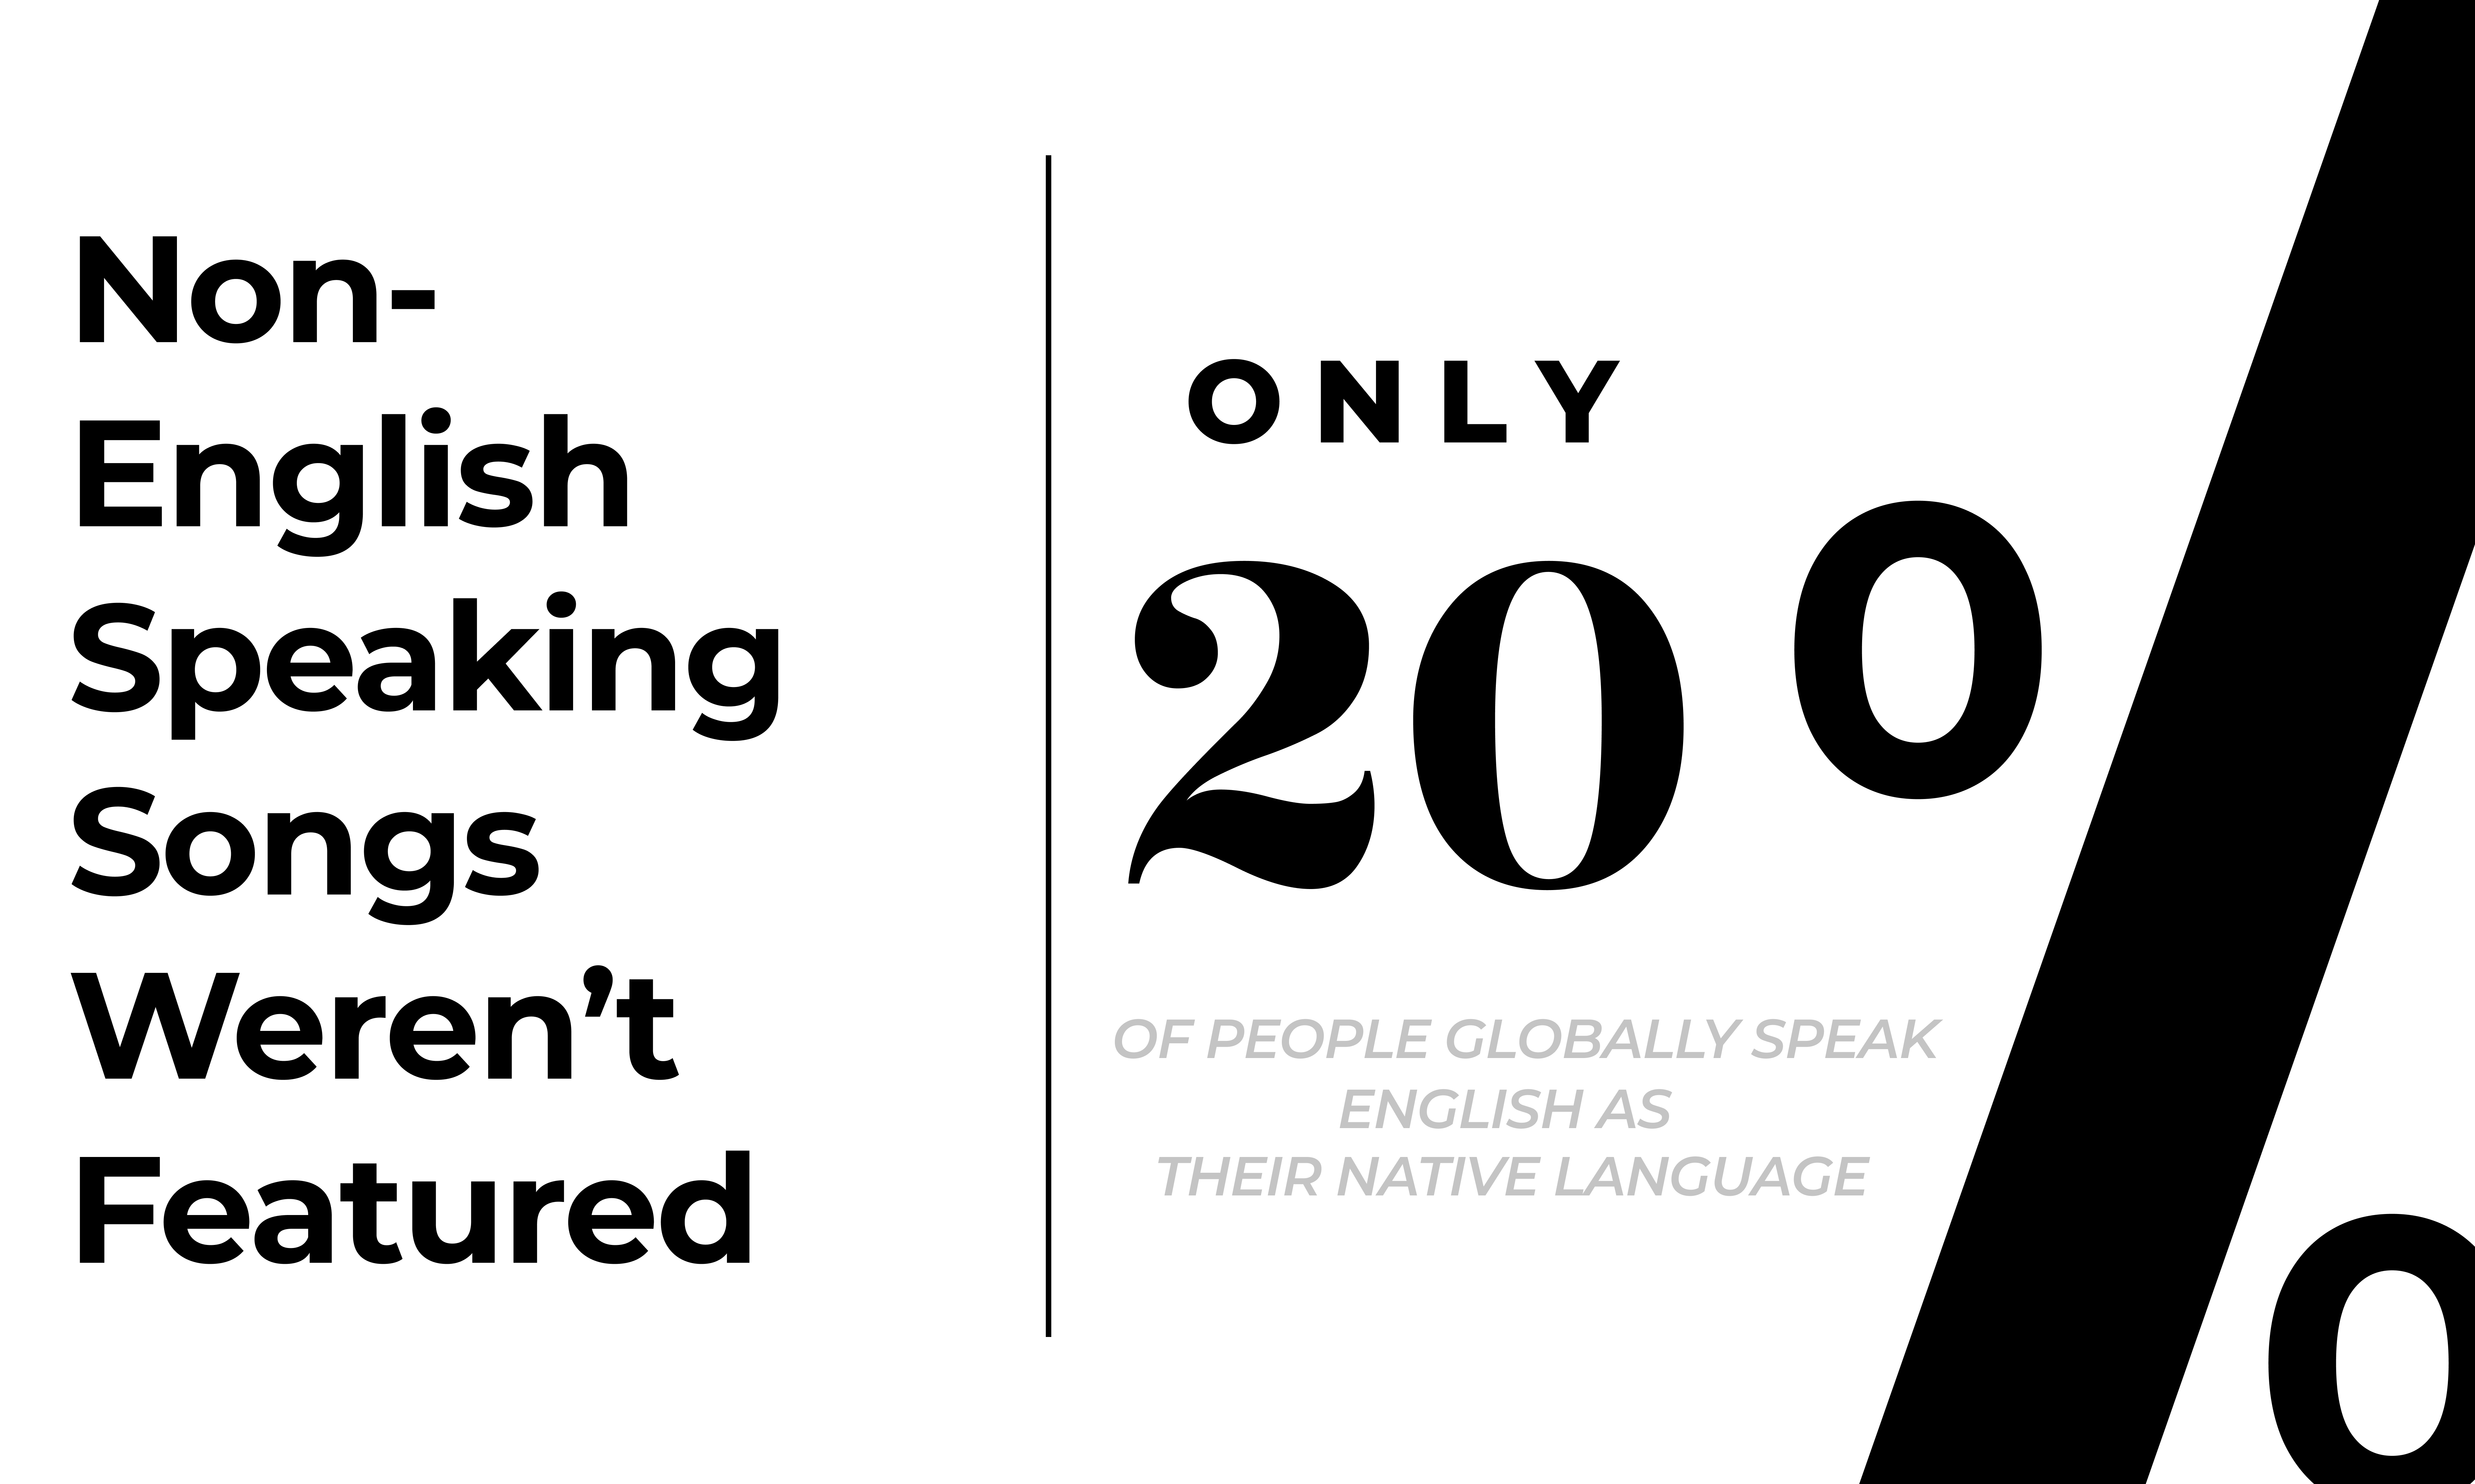 Non-
English
Speaking
Songs
Weren’t
Featured
ONLY
20%
OF PEOPLE GLOBALLY SPEAK
ENGLISH AS
THEIR NATIVE LANGUAGE